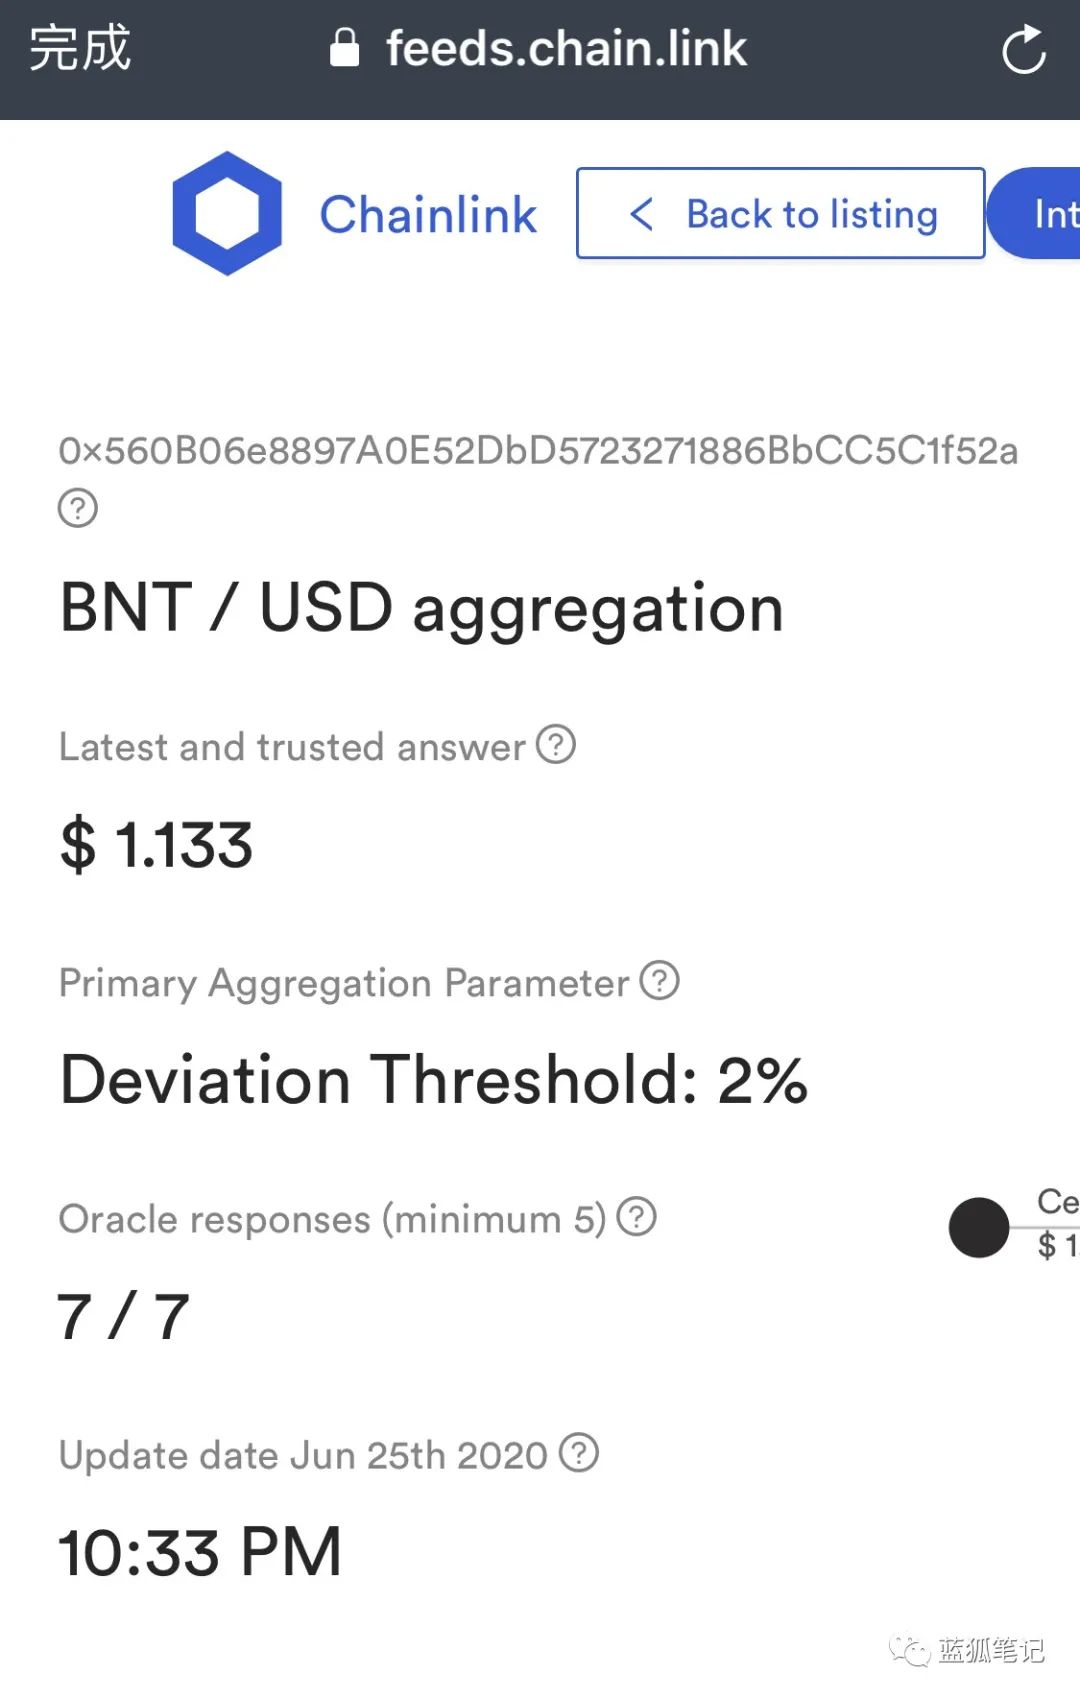 完成
feeds.chain.link
Chainlink
Back to listing
Int
0x560B06e8897A0E52DbD5723271886BbCC5C1f52a
BNT / USD aggregation
Latest and trusted answer
$ 1.133
Primary Aggregation Parameter
Deviation Threshold: 2%
Oracle responses (minimum 5)
Ce
$ 1.
7 / 7
Update date Jun 25th 2020
10:33 PM
蓝狐笔记